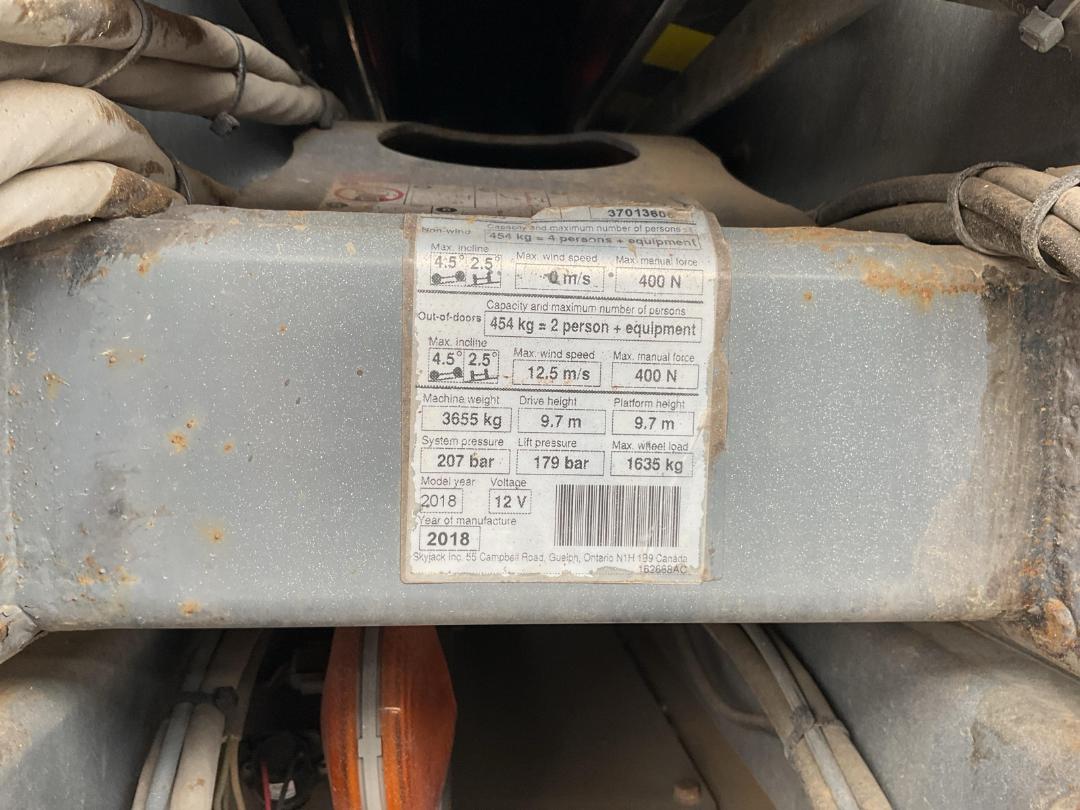 Non-wind
Capacity and maximum number of persons
454 kg = 4 persons + equipment
Max. incline
4.5° 2.5°
Max. wind speed
0 m/s
Max. manual force
400 N
Out-of-doors
Capacity and maximum number of persons
454 kg = 2 person + equipment
Max. incline
4.5° 2.5°
Max. wind speed
12.5 m/s
Max. manual force
400 N
Machine weight
3655 kg
Drive height
9.7 m
Platform height
9.7 m
System pressure
207 bar
Lift pressure
179 bar
Max. wheel load
1635 kg
Model year
2018
Voltage
12 V
Year of manufacture
2018
Skyjack Inc. 55 Campbell Road, Guelph, Ontario N1H 199 Canada